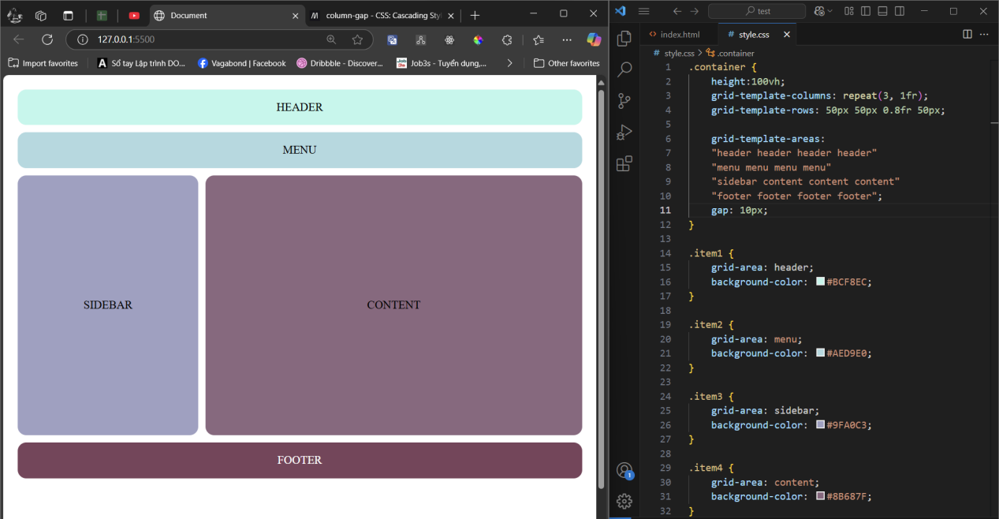 Document
column-gap - CSS: Cascading Sty
127.0.0.1:5500
Import favorites
Sổ tay Lập trình DO...
Vagabond | Facebook
Dribbble - Discover...
Job3s - Tuyển dụng,...
Other favorites
HEADER
MENU
SIDEBAR
CONTENT
FOOTER
test
index.html
# style.css
# style.css > .container
1 .container {
2 height:100vh;
3 grid-template-columns: repeat(3, 1fr);
4 grid-template-rows: 50px 50px 0.8fr 50px;
5
6 grid-template-areas:
7 "header header header header"
8 "menu menu menu menu"
9 "sidebar content content content"
10 "footer footer footer footer";
11 gap: 10px;
12 }
13
14 .item1 {
15 grid-area: header;
16 background-color: #BCF8EC;
17 }
18
19 .item2 {
20 grid-area: menu;
21 background-color: #AED9E0;
22 }
23
24 .item3 {
25 grid-area: sidebar;
26 background-color: #9FA0C3;
27 }
28
29 .item4 {
30 grid-area: content;
31 background-color: #8B687F;
32 }
1